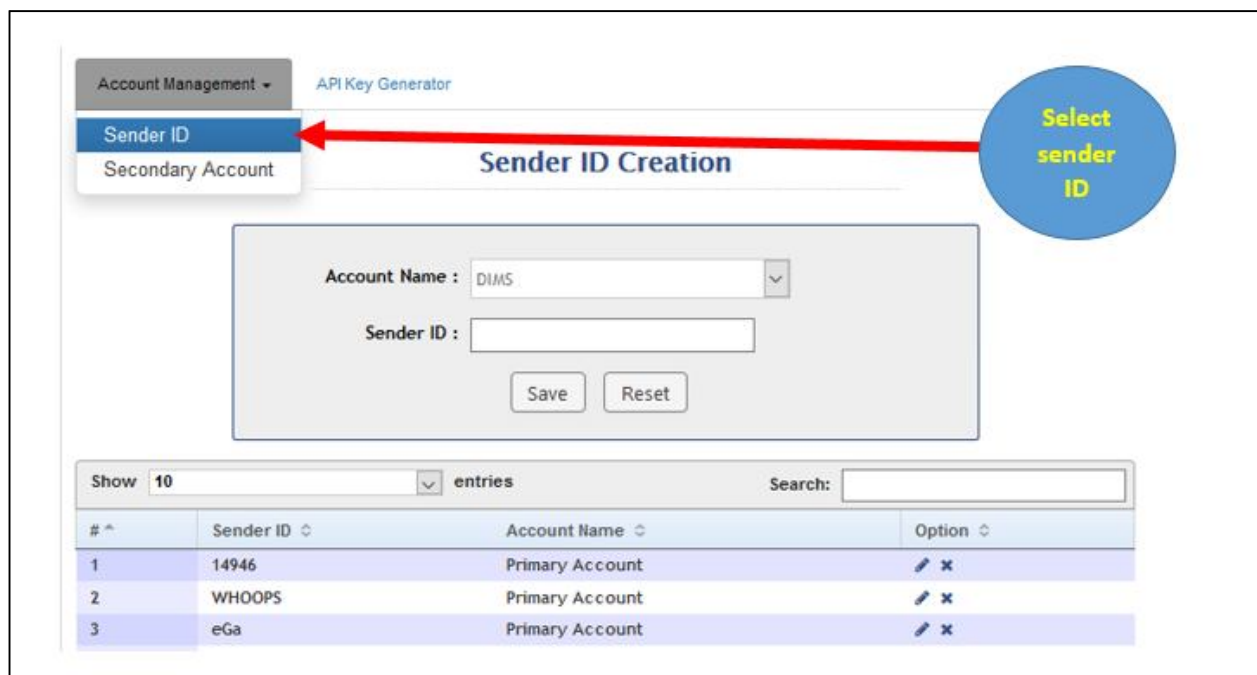 Account Management API Key Generator
Sender ID
Secondary Account
Select
sender
ID
Sender ID Creation
Account Name : DIMS
Sender ID :
Save Reset
Show 10 entries Search:
# Sender ID Account Name Option
1 14946 Primary Account
2 WHOOPS Primary Account
3 eGa Primary Account